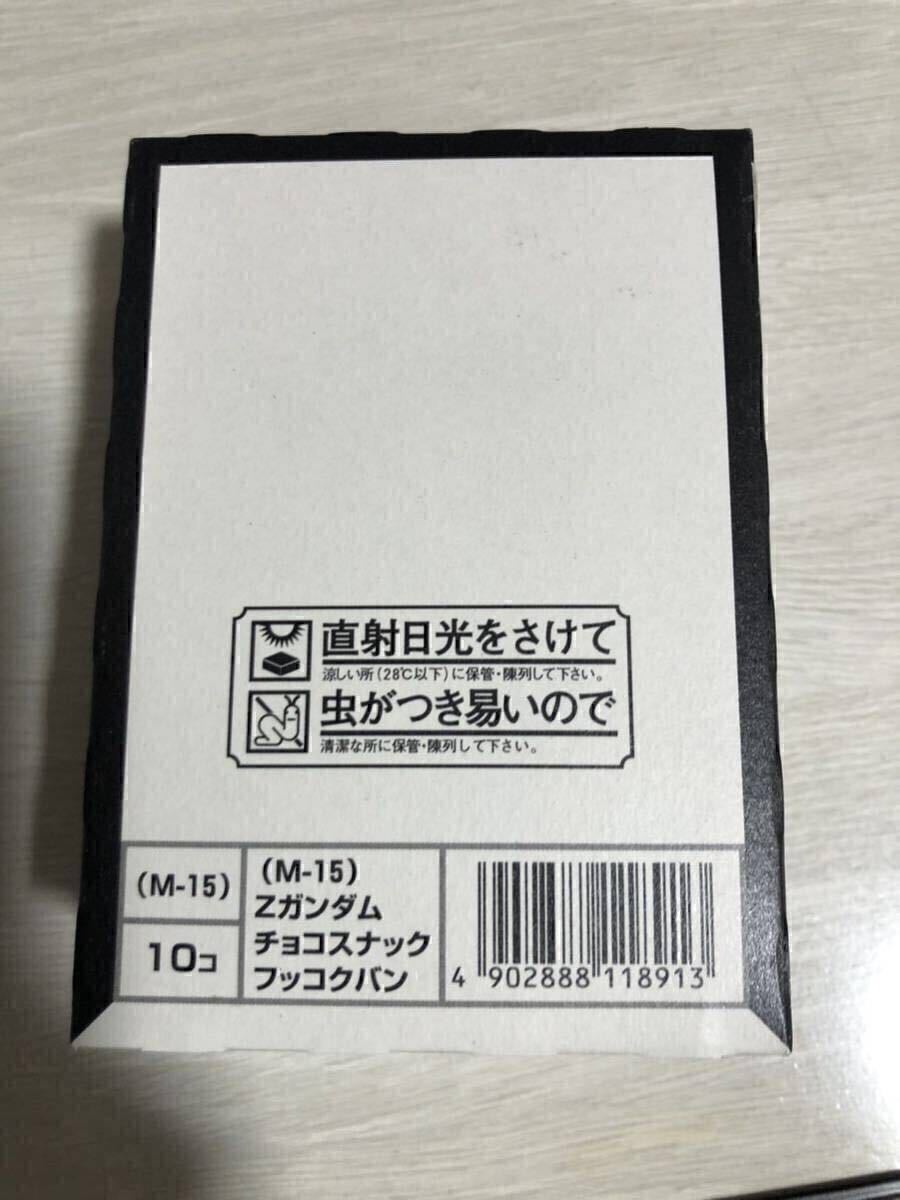 直射日光をさけて
涼しい所(28℃以下)に保管・陳列して下さい。
虫がつき易いので
清潔な所に保管・陳列して下さい。
(M-15)
10コ
(M-15)
Zガンダム
チョコスナック
フッコクバン
4 902888 118913